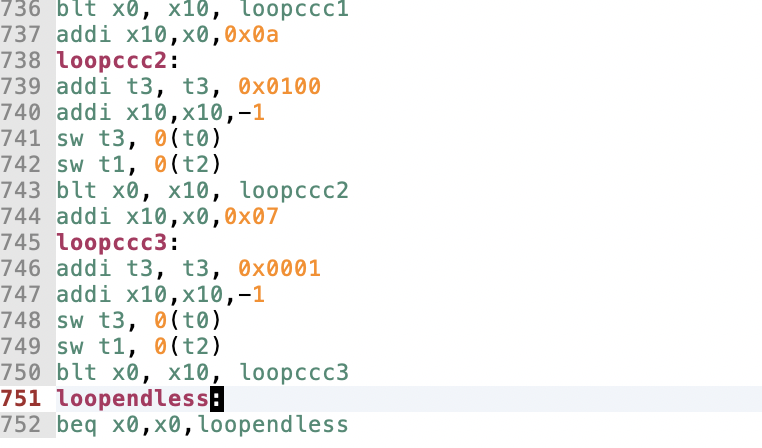 736 blt x0, x10, loopccc1
737 addi x10,x0,0x0a
738 loopccc2:
739 addi t3, t3, 0x0100
740 addi x10,x10,-1
741 sw t3, 0(t0)
742 sw t1, 0(t2)
743 blt x0, x10, loopccc2
744 addi x10,x0,0x07
745 loopccc3:
746 addi t3, t3, 0x0001
747 addi x10,x10,-1
748 sw t3, 0(t0)
749 sw t1, 0(t2)
750 blt x0, x10, loopccc3
751 loopendless:
752 beq x0,x0,loopendless